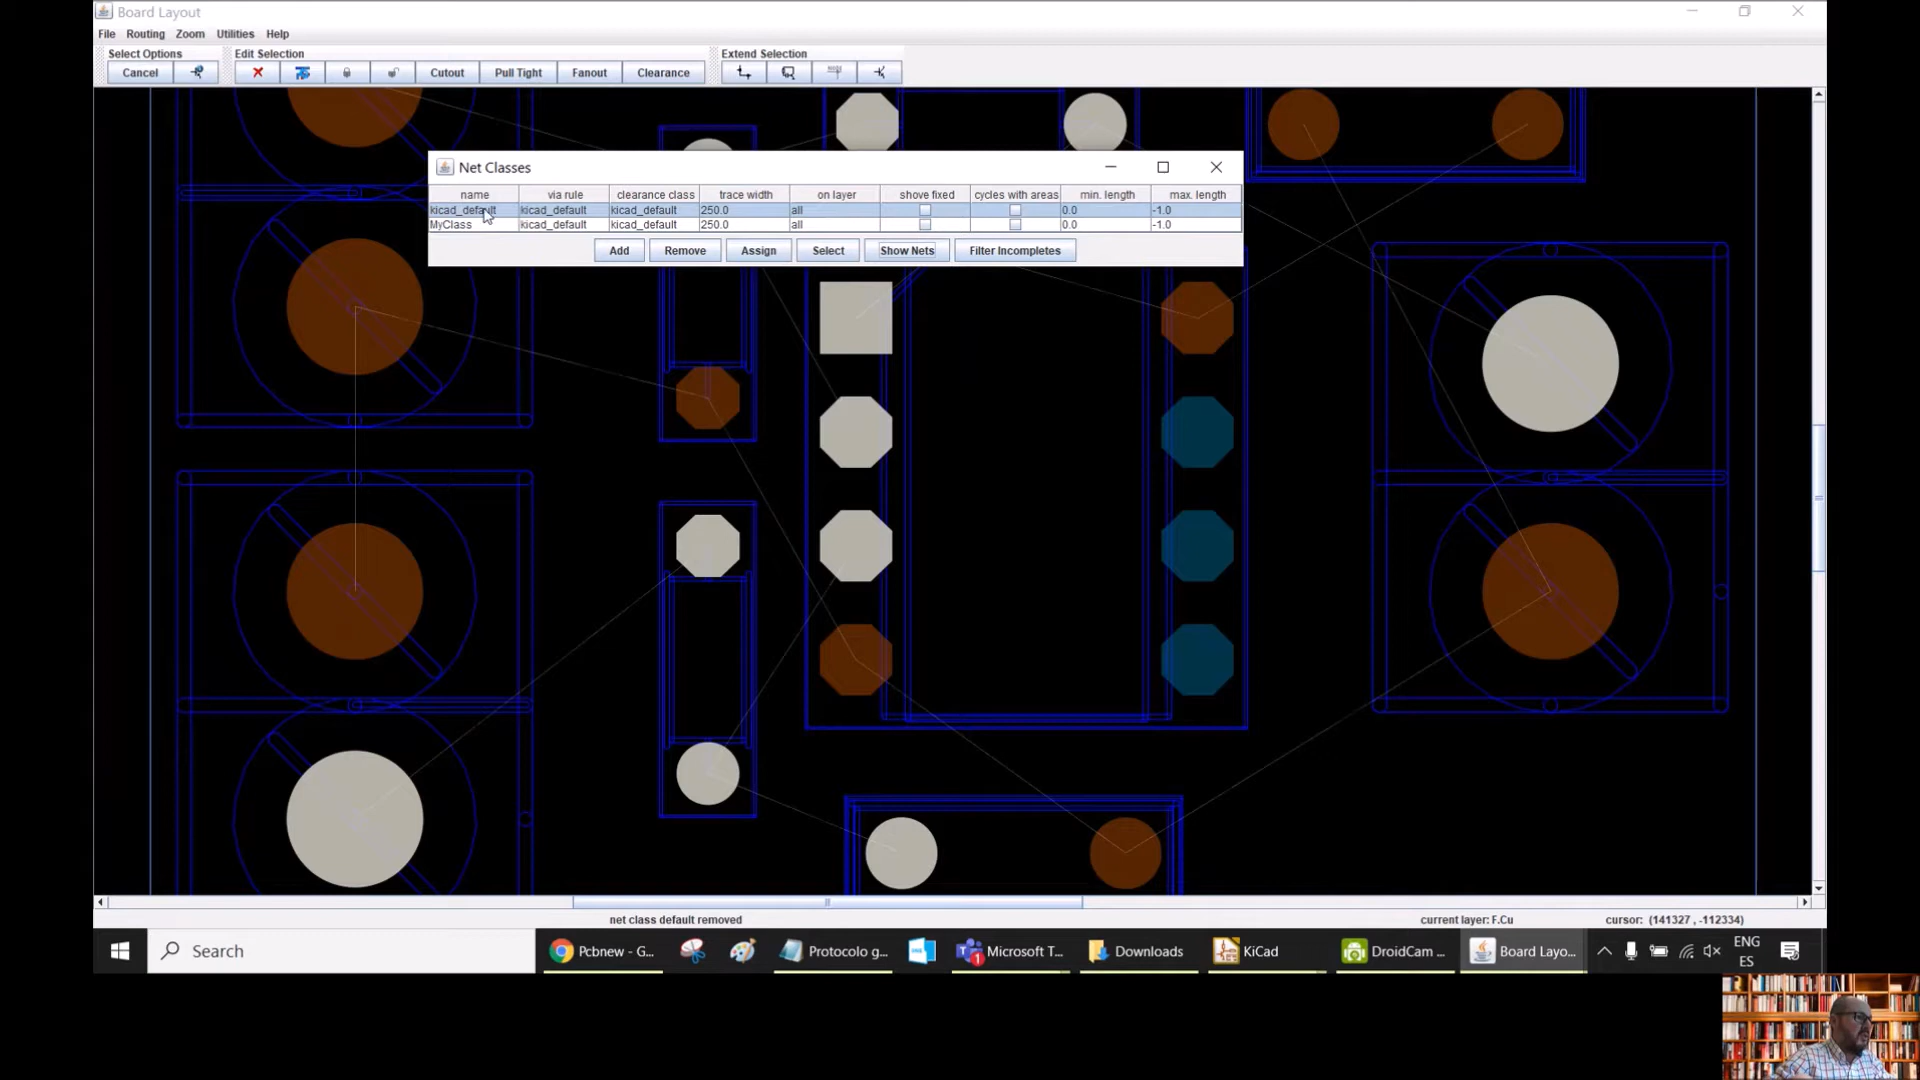 Board Layout
File Routing Zoom Utilities Help
Select Options Edit Selection Extend Selection
Cancel Cutout Pull Tight Fanout Clearance
Net Classes
name via rule clearance class trace width on layer shove fixed cycles with areas min. length max. length
kicad_default kicad_default kicad_default 250.0 all 0.0 -1.0
MyClass kicad_default kicad_default 250.0 all 0.0 -1.0
Add Remove Assign Select Show Nets Filter Incompletes
net class default removed current layer: F.Cu cursor: (141327 , -112334)
Search Pcbnew - G... Protocolo g... Microsoft T... 1 Downloads KiCad DroidCam ... Board Layo... ENG
ES